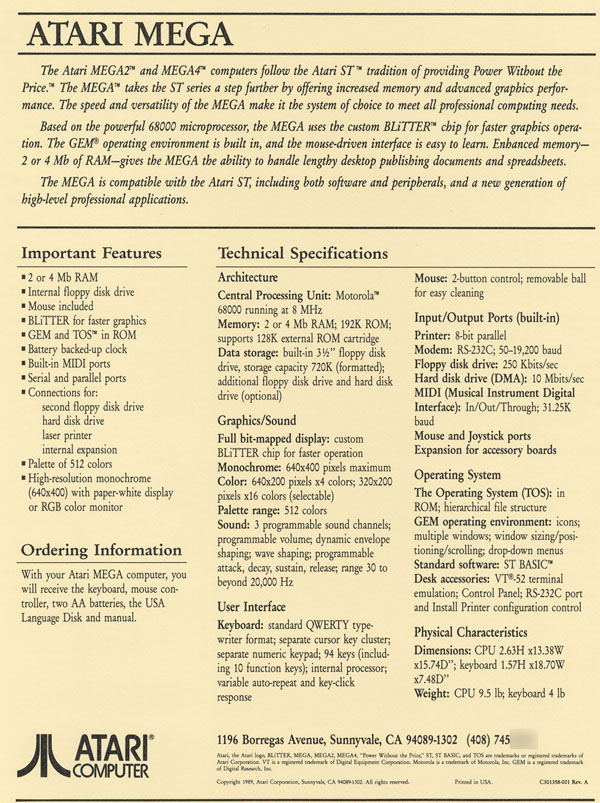 ATARI MEGA
The Atari MEGA2™ and MEGA4™ computers follow the Atari ST™ tradition of providing Power Without the
Price.™ The MEGA™ takes the ST series a step further by offering increased memory and advanced graphics perfor-
mance. The speed and versatility of the MEGA make it the system of choice to meet all professional computing needs.
Based on the powerful 68000 microprocessor, the MEGA uses the custom BLiTTER™ chip for faster graphics opera-
tion. The GEM® operating environment is built in, and the mouse-driven interface is easy to learn. Enhanced memory—
2 or 4 Mb of RAM—gives the MEGA the ability to handle lengthy desktop publishing documents and spreadsheets.
The MEGA is compatible with the Atari ST, including both software and peripherals, and a new generation of
high-level professional applications.
Important Features
▪ 2 or 4 Mb RAM
▪ Internal floppy disk drive
▪ Mouse included
▪ BLiTTER for faster graphics
▪ GEM and TOS™ in ROM
▪ Battery backed-up clock
▪ Built-in MIDI ports
▪ Serial and parallel ports
▪ Connections for:
second floppy disk drive
hard disk drive
laser printer
internal expansion
▪ Palette of 512 colors
▪ High-resolution monochrome
(640x400) with paper-white display
or RGB color monitor
Ordering Information
With your Atari MEGA computer, you
will receive the keyboard, mouse con-
troller, two AA batteries, the USA
Language Disk and manual.
Technical Specifications
Architecture
Central Processing Unit: Motorola™
68000 running at 8 MHz
Memory: 2 or 4 Mb RAM; 192K ROM;
supports 128K external ROM cartridge
Data storage: built-in 3½” floppy disk
drive, storage capacity 720K (formatted);
additional floppy disk drive and hard disk
drive (optional)
Graphics/Sound
Full bit-mapped display: custom
BLiTTER chip for faster operation
Monochrome: 640x400 pixels maximum
Color: 640x200 pixels x4 colors; 320x200
pixels x16 colors (selectable)
Palette range: 512 colors
Sound: 3 programmable sound channels;
programmable volume; dynamic envelope
shaping; wave shaping; programmable
attack, decay, sustain, release; range 30 to
beyond 20,000 Hz
User Interface
Keyboard: standard QWERTY type-
writer format; separate cursor key cluster;
separate numeric keypad; 94 keys (includ-
ing 10 function keys); internal processor;
variable auto-repeat and key-click
response
Mouse: 2-button control; removable ball
for easy cleaning
Input/Output Ports (built-in)
Printer: 8-bit parallel
Modem: RS-232C; 50–19,200 baud
Floppy disk drive: 250 Kbits/sec
Hard disk drive (DMA): 10 Mbits/sec
MIDI (Musical Instrument Digital
Interface): In/Out/Through; 31.25K
baud
Mouse and Joystick ports
Expansion for accessory boards
Operating System
The Operating System (TOS): in
ROM; hierarchical file structure
GEM operating environment: icons;
multiple windows; window sizing/posi-
tioning/scrolling; drop-down menus
Standard software: ST BASIC™
Desk accessories: VT®-52 terminal
emulation; Control Panel; RS-232C port
and Install Printer configuration control
Physical Characteristics
Dimensions: CPU 2.63H x13.38W
x15.74D”; keyboard 1.57H x18.70W
x7.48D”
Weight: CPU 9.5 lb; keyboard 4 lb
ATARI®
COMPUTER
1196 Borregas Avenue, Sunnyvale, CA 94089-1302 (408) 745
Atari, the Atari logo, BLiTTER, MEGA, MEGA2, MEGA4, “Power Without the Price,” ST, ST BASIC, and TOS are trademarks or registered trademarks of
Atari Corporation. VT is a registered trademark of Digital Equipment Corporation. Motorola is a trademark of Motorola, Inc. GEM is a registered trademark
of Digital Research, Inc.
Copyright 1989, Atari Corporation, Sunnyvale, CA 94089-1302. All rights reserved. Printed in USA. C301358-001 Rev. A